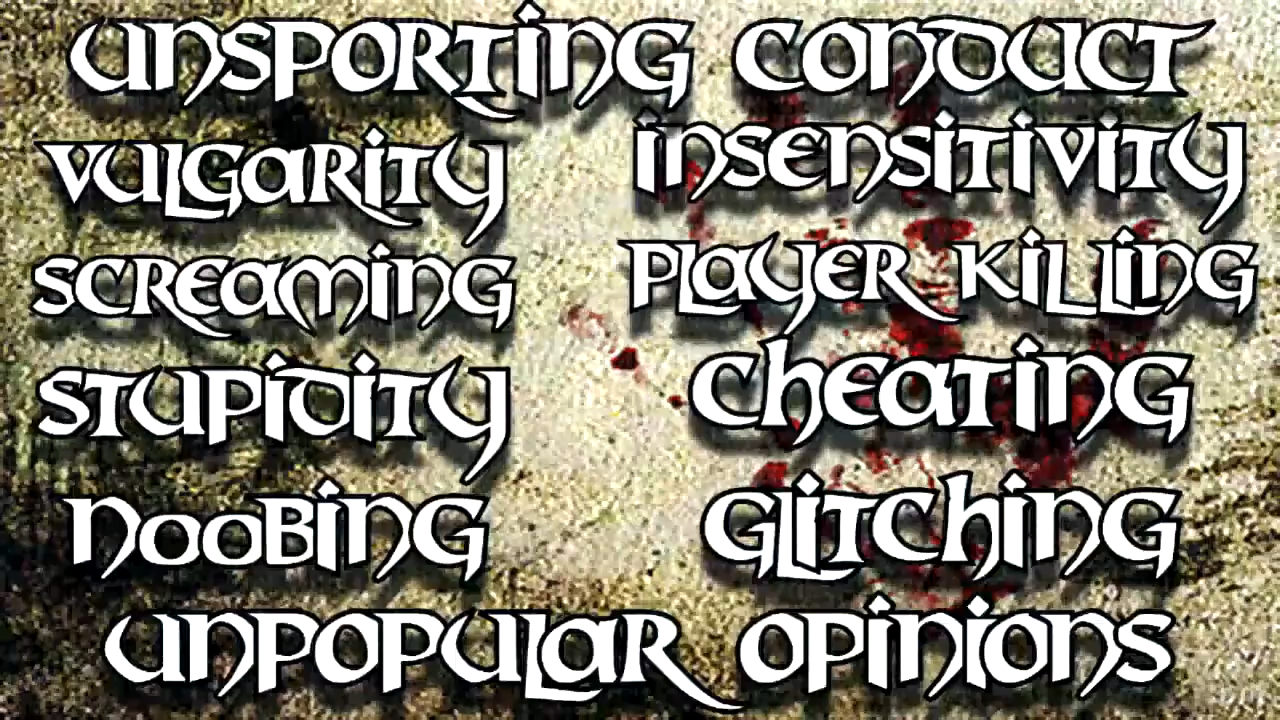 UNSPORTING CONDUCT
VULGARITY
INSENSITIVITY
SCREAMING
PLAYER KILLING
STUPIDITY
CHEATING
NOOBING
GLITCHING
UNPOPULAR OPINIONS